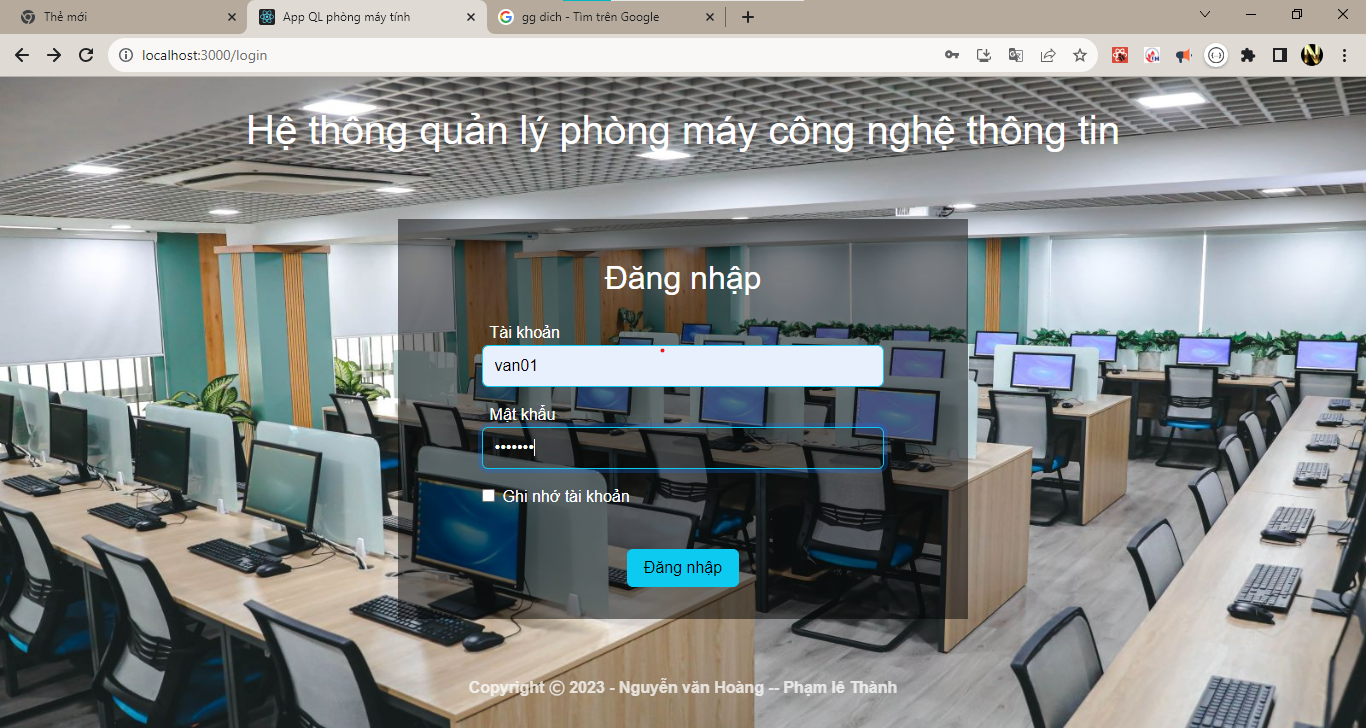 Thẻ mới
App QL phòng máy tính
gg dich - Tìm trên Google
localhost:3000/login
Hệ thống quản lý phòng máy công nghệ thông tin
Đăng nhập
Tài khoản
van01
Mật khẩu
•••••••
Ghi nhớ tài khoản
Đăng nhập
Copyright © 2023 - Nguyễn văn Hoàng -- Phạm lê Thành